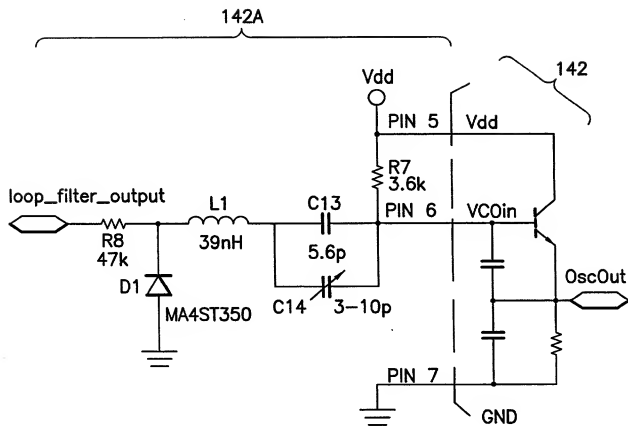 142A
142
Vdd
PIN 5
Vdd
R7
3.6k
loop_filter_output
L1
C13
PIN 6
VCOin
R8
47k
39nH
5.6p
OscOut
D1
C14
3-10p
MA4ST350
PIN 7
GND